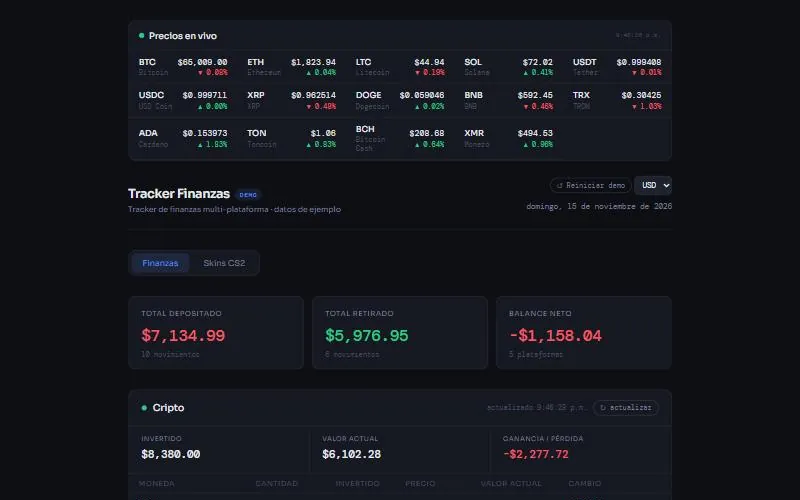 Precios en vivo 9:46:26 p.m.
BTC $65,009.00 ETH $1,823.94 LTC $44.94 SOL $72.02 USDT $0.999408
Bitcoin ▼ 0.08% Ethereum ▲ 0.04% Litecoin ▼ 0.19% Solana ▲ 0.41% Tether ▼ 0.01%
USDC $0.999711 XRP $0.962514 DOGE $0.059046 BNB $592.45 TRX $0.30425
USD Coin ▲ 0.00% XRP ▼ 0.49% Dogecoin ▲ 0.02% BNB ▼ 0.46% TRON ▼ 1.03%
ADA $0.153973 TON $1.06 BCH $208.68 XMR $494.53
Cardano ▲ 1.83% Toncoin ▲ 0.83% Bitcoin Cash ▲ 0.64% Monero ▲ 0.96%
Tracker Finanzas DEMO ↺ Reiniciar demo USD
Tracker de finanzas multi-plataforma · datos de ejemplo domingo, 15 de noviembre de 2026
Finanzas Skins CS2
TOTAL DEPOSITADO TOTAL RETIRADO BALANCE NETO
$7,134.99 $5,976.95 -$1,158.04
10 movimientos 6 movimientos 5 plataformas
Cripto actualizado 9:46:23 p.m. ↻ actualizar
INVERTIDO VALOR ACTUAL GANANCIA / PÉRDIDA
$8,380.00 $6,102.28 -$2,277.72
MONEDA CANTIDAD INVERTIDO PRECIO VALOR ACTUAL CAMBIO